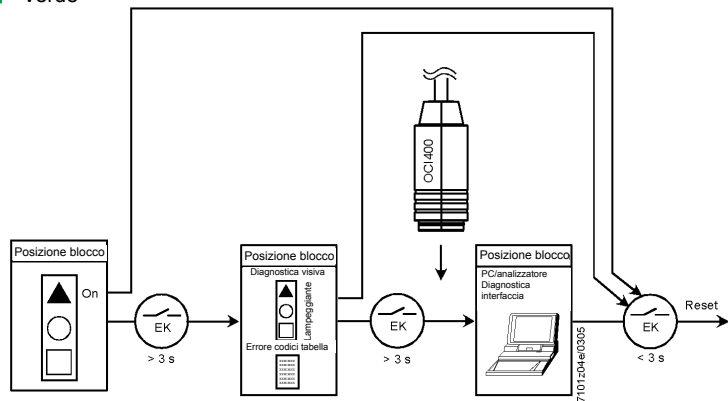 Verde
OCI400
Posizione blocco
On
EK
> 3 s
Posizione blocco
Diagnostica visiva
Lampeggiante
Errore codici tabella
EK
> 3 s
Posizione blocco
PC/analizzatore
Diagnostica
interfaccia
7101z04e/0305
EK
< 3 s
Reset